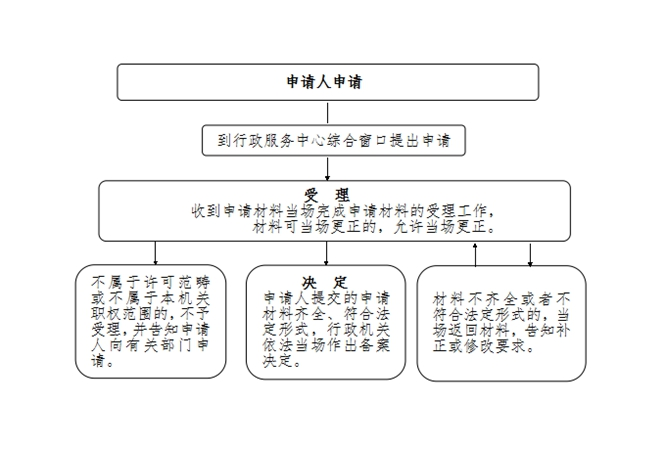 申请人申请
到行政服务中心综合窗口提出申请
受 理
收到申请材料当场完成申请材料的受理工作，
材料可当场更正的，允许当场更正。
不属于许可范畴
或不属于本机关
职权范围的，不予
受理，并告知申请
人向有关部门申
请。
决 定
申请人提交的申请
材料齐全、符合法
定形式，行政机关
依法当场作出备案
决定。
材料不齐全或者不
符合法定形式的，当
场返回材料，告知补
正或修改要求。